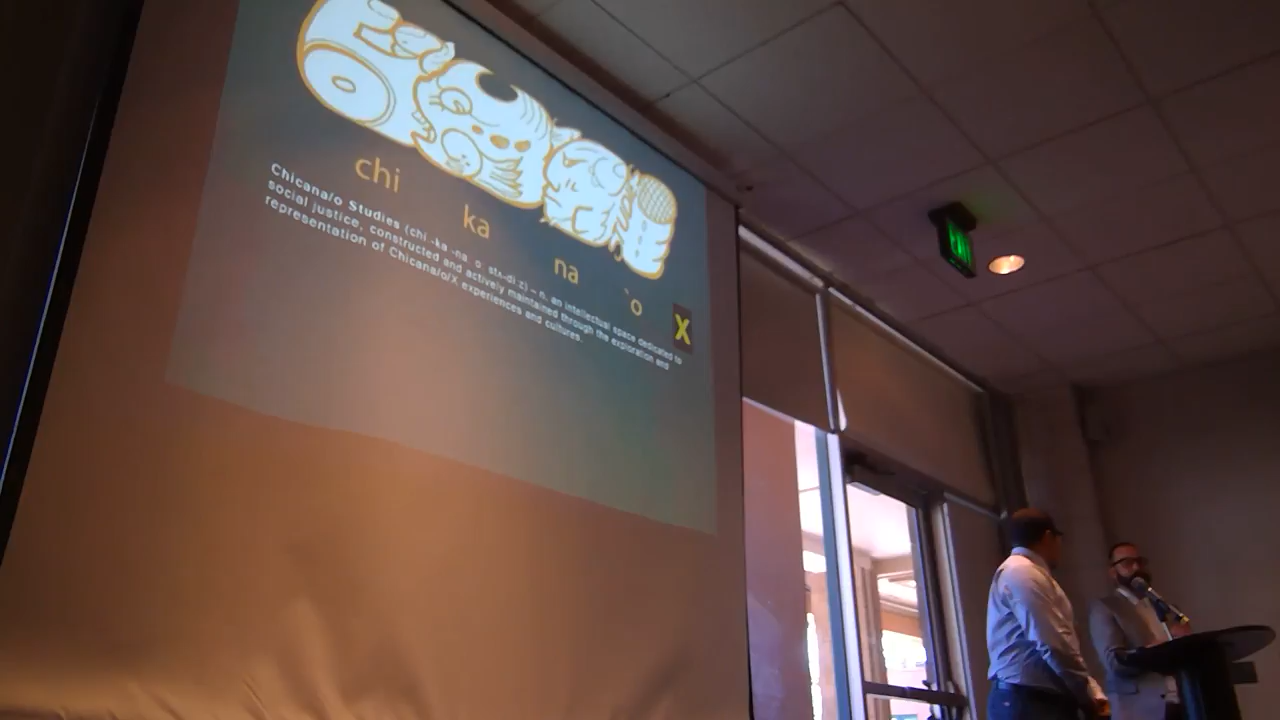 chi
ka
na
`o
X
Chicana/o Studies (chi -ka -na, o, stʌ-di z) – n. an intellectual space dedicated to
social justice, constructed and actively maintained through the exploration and
representation of Chicana/o/X experiences and cultures.